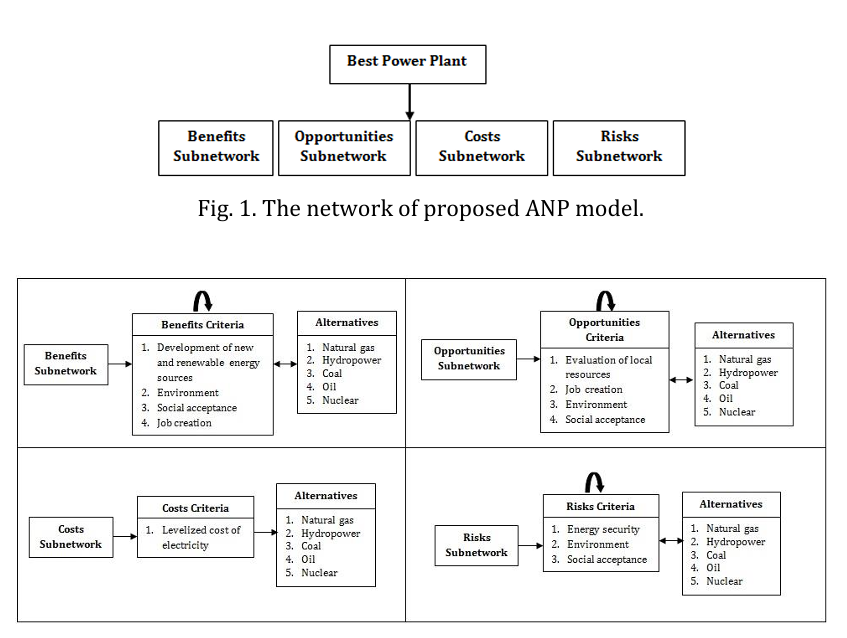 Best Power Plant
Benefits
Subnetwork
Opportunities
Subnetwork
Costs
Subnetwork
Risks
Subnetwork
Fig. 1. The network of proposed ANP model.
Benefits
Subnetwork
Benefits Criteria
1. Development of new
and renewable energy
sources
2. Environment
3. Social acceptance
4. Job creation
Alternatives
1. Natural gas
2. Hydropower
3. Coal
4. Oil
5. Nuclear
Opportunities
Subnetwork
Opportunities
Criteria
1. Evaluation of local
resources
2. Job creation
3. Environment
4. Social acceptance
Alternatives
1. Natural gas
2. Hydropower
3. Coal
4. Oil
5. Nuclear
Costs
Subnetwork
Costs Criteria
1. Levelized cost of
electricity
Alternatives
1. Natural gas
2. Hydropower
3. Coal
4. Oil
5. Nuclear
Risks
Subnetwork
Risks Criteria
1. Energy security
2. Environment
3. Social acceptance
Alternatives
1. Natural gas
2. Hydropower
3. Coal
4. Oil
5. Nuclear